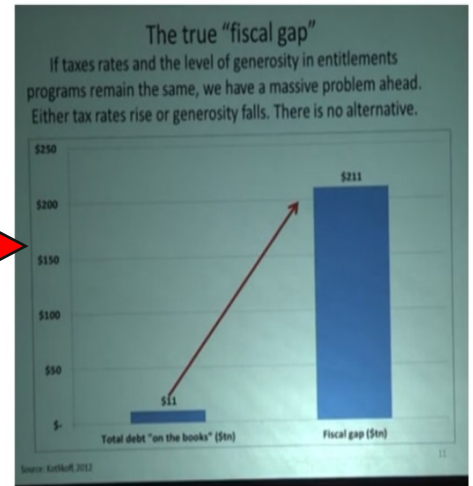 The true "fiscal gap"
If taxes rates and the level of generosity in entitlements
programs remain the same, we have a massive problem ahead.
Either tax rates rise or generosity falls. There is no alternative.
$250
$200
$150
$100
$50
$-
$11
$211
Total debt "on the books" ($tn)
Fiscal gap ($tn)
Source: Kotlikoff, 2012
11